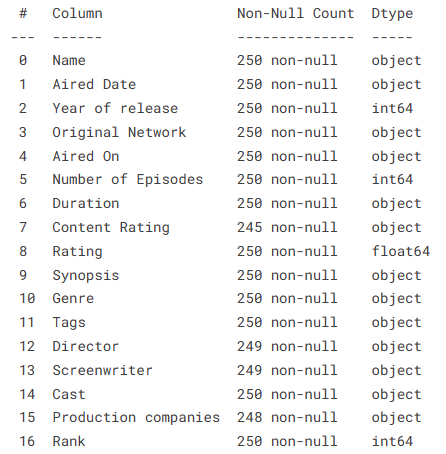 #   Column                Non-Null Count  Dtype
---  ------                --------------  -----
0   Name                  250 non-null    object
1   Aired Date            250 non-null    object
2   Year of release       250 non-null    int64
3   Original Network      250 non-null    object
4   Aired On              250 non-null    object
5   Number of Episodes    250 non-null    int64
6   Duration              250 non-null    object
7   Content Rating        245 non-null    object
8   Rating                250 non-null    float64
9   Synopsis              250 non-null    object
10  Genre                 250 non-null    object
11  Tags                  250 non-null    object
12  Director              249 non-null    object
13  Screenwriter          249 non-null    object
14  Cast                  250 non-null    object
15  Production companies  248 non-null    object
16  Rank                  250 non-null    int64